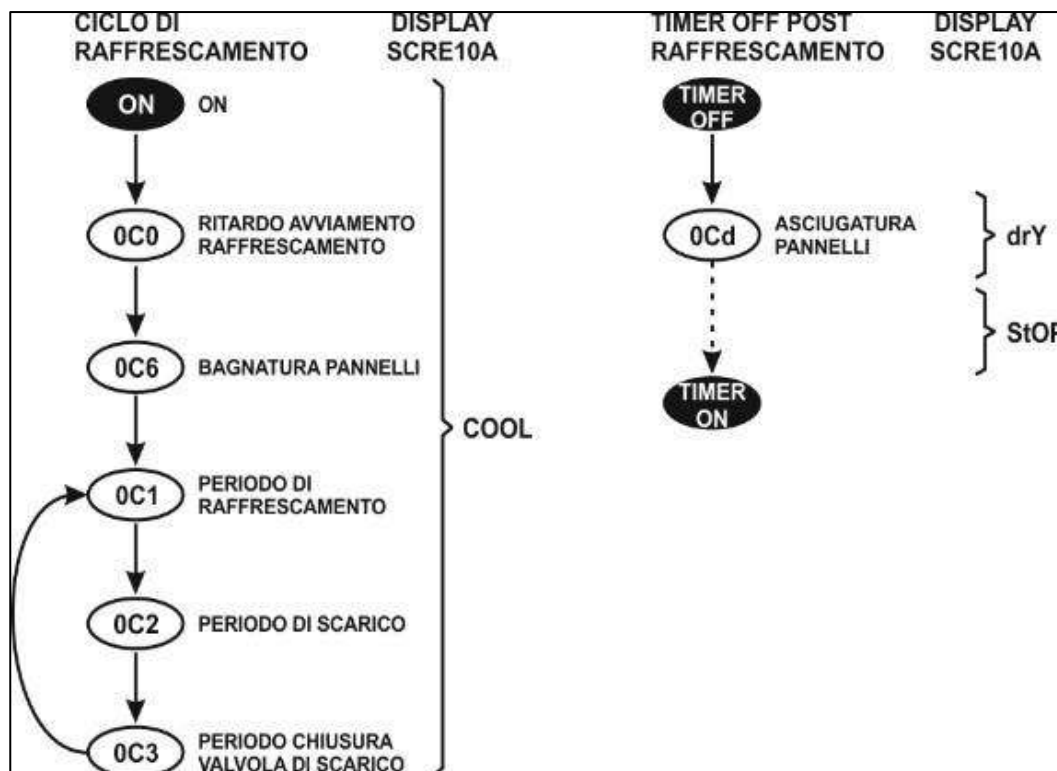 CICLO DI
RAFFRESCAMENTO
DISPLAY
SCRE10A
ON
ON
0C0
RITARDO AVVIAMENTO
RAFFRESCAMENTO
0C6
BAGNATURA PANNELLI
0C1
PERIODO DI
RAFFRESCAMENTO
0C2
PERIODO DI SCARICO
0C3
PERIODO CHIUSURA
VALVOLA DI SCARICO
COOL
TIMER OFF POST
RAFFRESCAMENTO
DISPLAY
SCRE10A
TIMER
OFF
0Cd
ASCIUGATURA
PANNELLI
drY
StOP
TIMER
ON